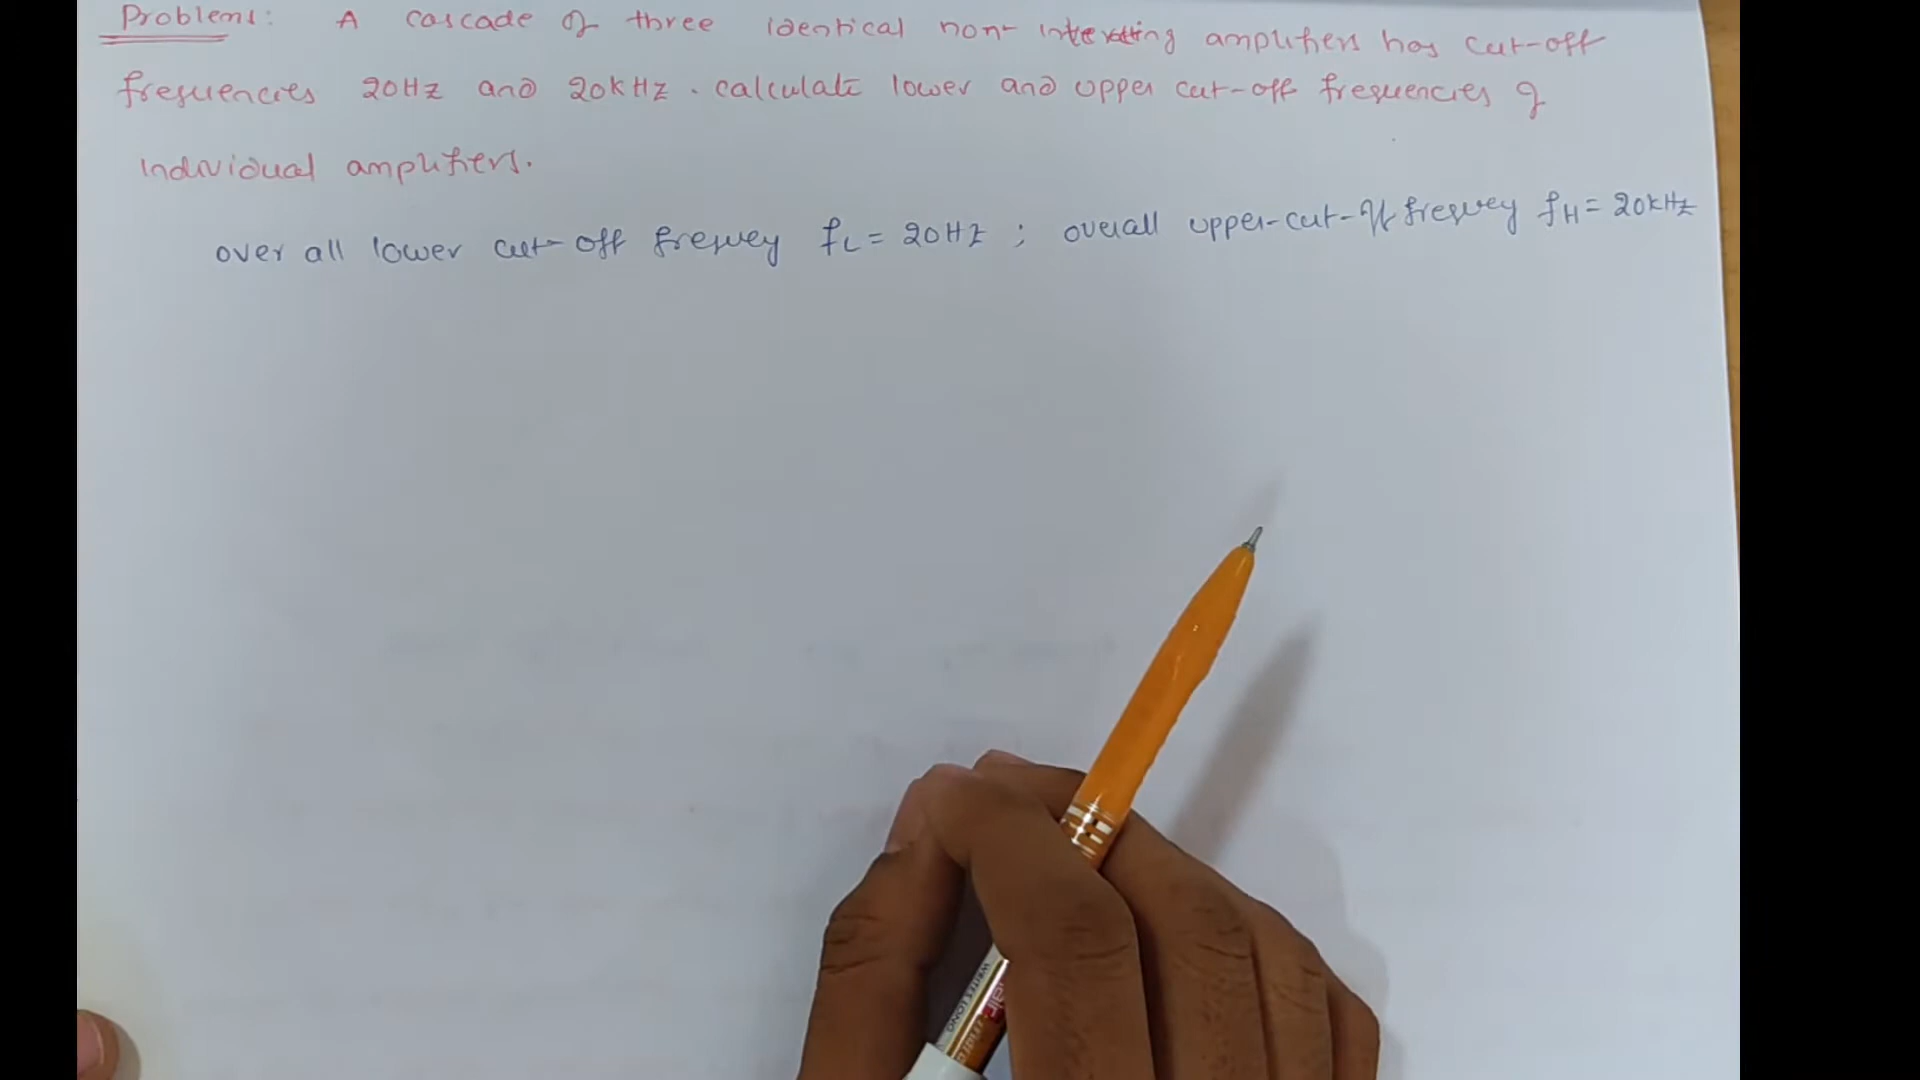 Problems: A cascade of three identical non-interacting amplifiers has cut-off
frequencies 20Hz and 20kHz. calculate lower and upper cut-off frequencies of
individual amplifiers.
over all lower cut-off frequency fL = 20HZ ; overall upper-cut-off frequency fH = 20kHz
WRITES LONG